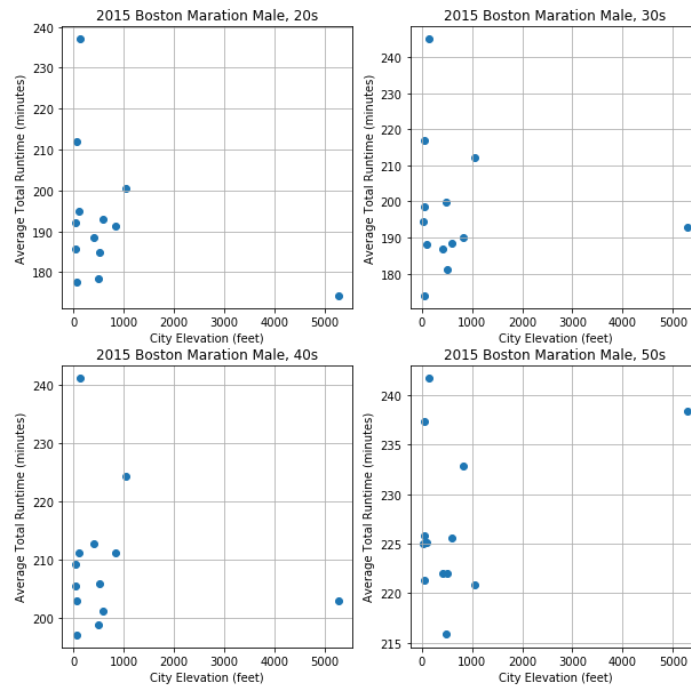 2015 Boston Maration Male, 20s
240
230
220
210
200
190
180
Average Total Runtime (minutes)
0 1000 2000 3000 4000 5000
City Elevation (feet)
2015 Boston Maration Male, 30s
240
230
220
210
200
190
180
Average Total Runtime (minutes)
0 1000 2000 3000 4000 5000
City Elevation (feet)
2015 Boston Maration Male, 40s
240
230
220
210
200
Average Total Runtime (minutes)
0 1000 2000 3000 4000 5000
City Elevation (feet)
2015 Boston Maration Male, 50s
240
235
230
225
220
215
Average Total Runtime (minutes)
0 1000 2000 3000 4000 5000
City Elevation (feet)